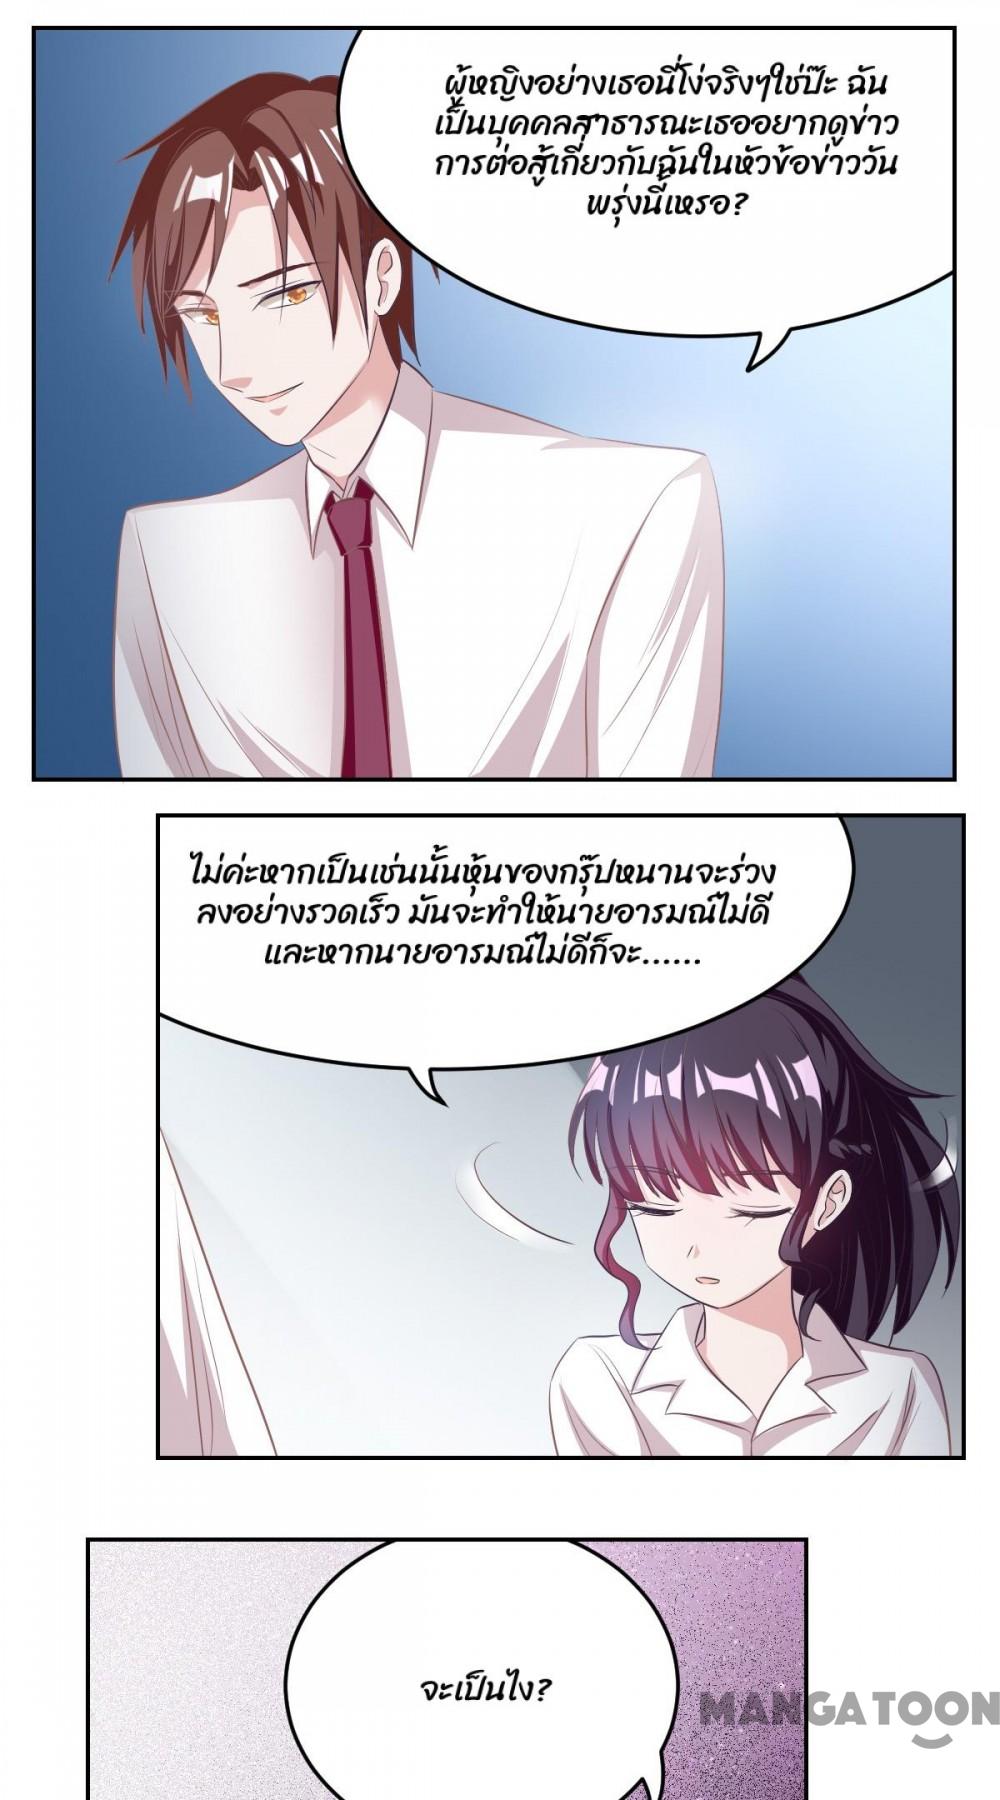 ผู้หญิงอย่างเธอนี่โง่จริงๆใช่ป๊ะ ฉัน
เป็นบุคคลสาธารณะเธออยากดูข่าว
การต่อสู้เกี่ยวกับฉันในหัวข้อข่าววัน
พรุ่งนี้เหรอ?
ไม่ค่ะหากเป็นเช่นนั้นหุ้นของกรุ๊ปหนานจะร่วง
ลงอย่างรวดเร็ว มันจะทำให้นายอารมณ์ไม่ดี
และหากนายอารมณ์ไม่ดีก็จะ......
จะเป็นไง?
MANGATOON